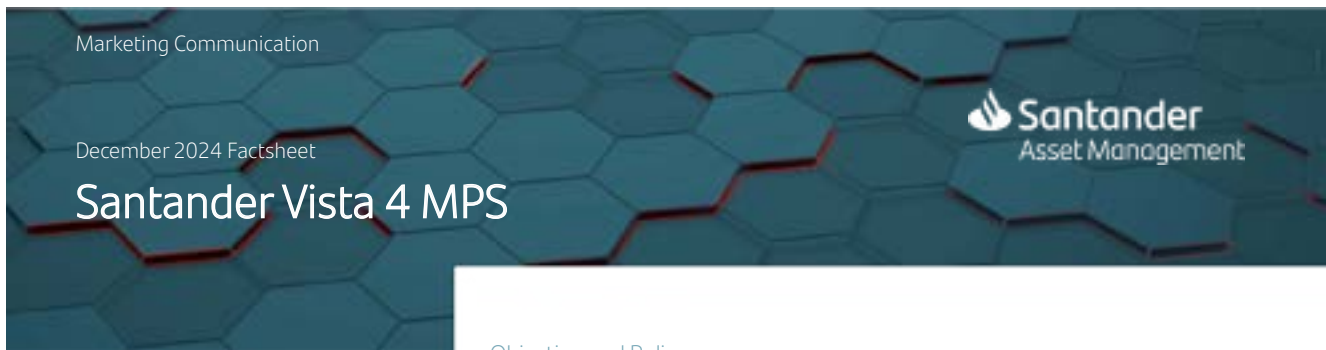 Marketing Communication
Santander
Asset Management
December 2024 Factsheet
Santander Vista 4 MPS